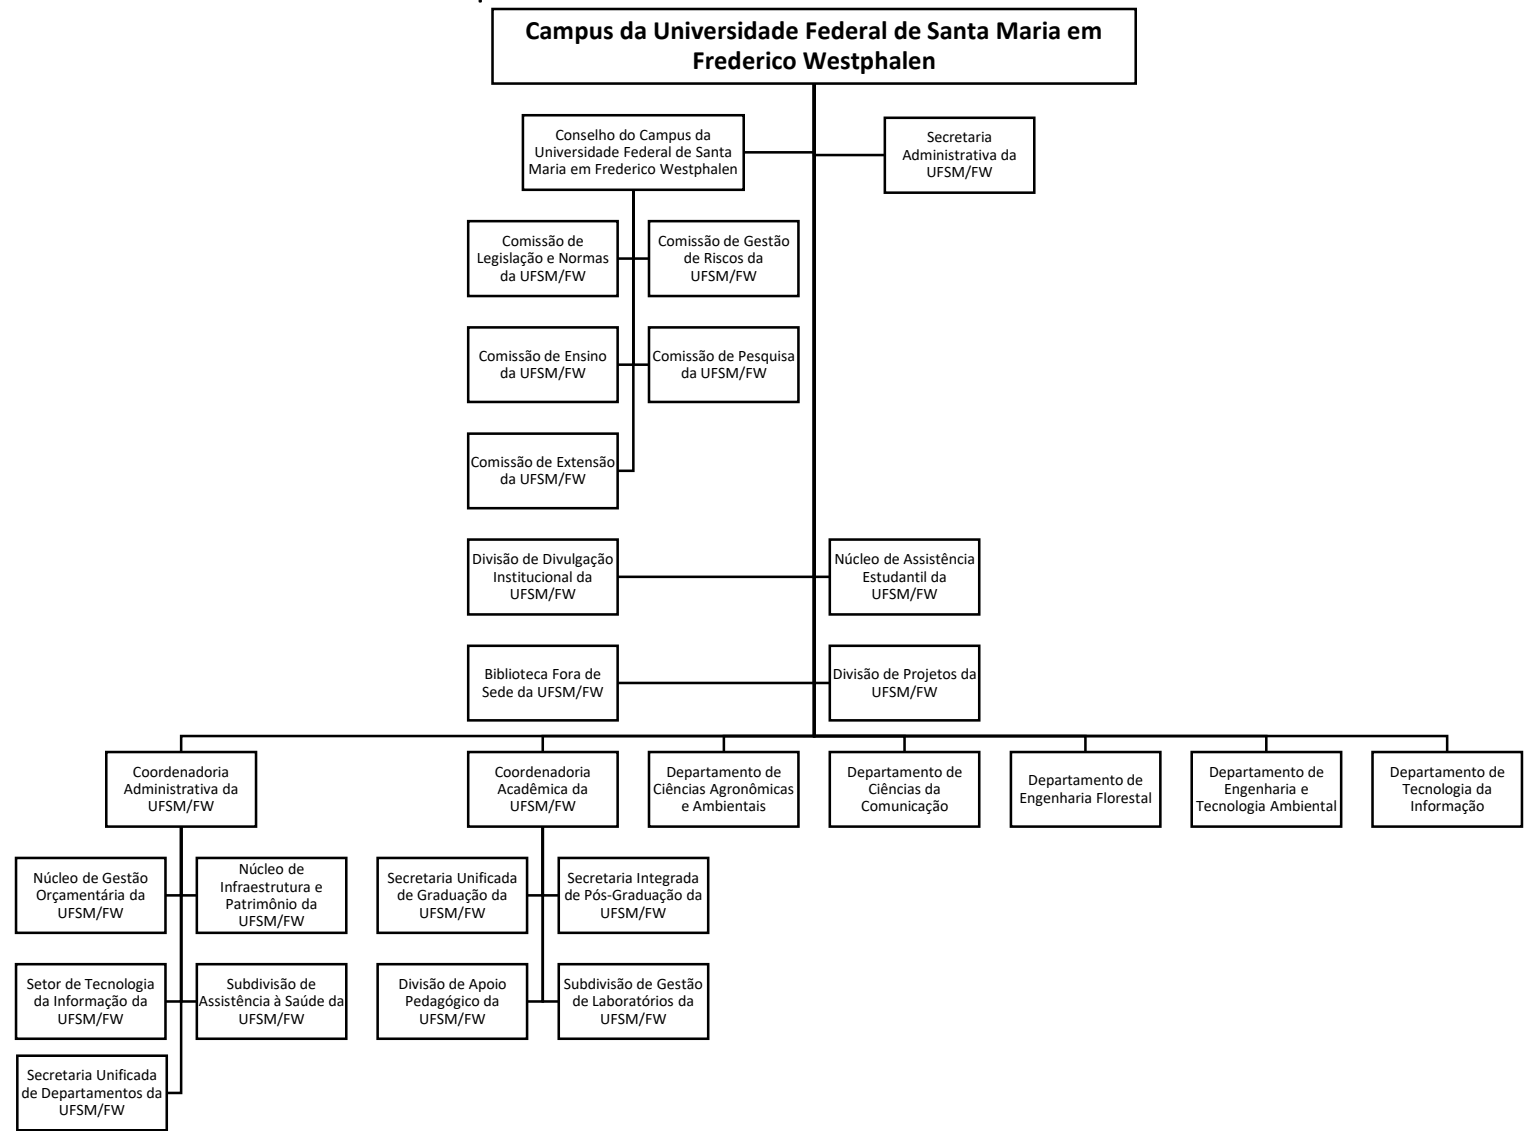 Campus da Universidade Federal de Santa Maria em
Frederico Westphalen
Conselho do Campus da
Universidade Federal de Santa
Maria em Frederico Westphalen
Secretaria
Administrativa da
UFSM/FW
Comissão de
Legislação e Normas
da UFSM/FW
Comissão de Gestão
de Riscos da
UFSM/FW
Comissão de Ensino
da UFSM/FW
Comissão de Pesquisa
da UFSM/FW
Comissão de Extensão
da UFSM/FW
Divisão de Divulgação
Institucional da
UFSM/FW
Núcleo de Assistência
Estudantil da
UFSM/FW
Biblioteca Fora de
Sede da UFSM/FW
Divisão de Projetos da
UFSM/FW
Coordenadoria
Administrativa da
UFSM/FW
Coordenadoria
Acadêmica da
UFSM/FW
Departamento de
Ciências Agronômicas
e Ambientais
Departamento de
Ciências da
Comunicação
Departamento de
Engenharia Florestal
Departamento de
Engenharia e
Tecnologia Ambiental
Departamento de
Tecnologia da
Informação
Núcleo de Gestão
Orçamentária da
UFSM/FW
Núcleo de
Infraestrutura e
Patrimônio da
UFSM/FW
Secretaria Unificada
de Graduação da
UFSM/FW
Secretaria Integrada
de Pós-Graduação da
UFSM/FW
Setor de Tecnologia
da Informação da
UFSM/FW
Subdivisão de
Assistência à Saúde da
UFSM/FW
Divisão de Apoio
Pedagógico da
UFSM/FW
Subdivisão de Gestão
de Laboratórios da
UFSM/FW
Secretaria Unificada
de Departamentos da
UFSM/FW